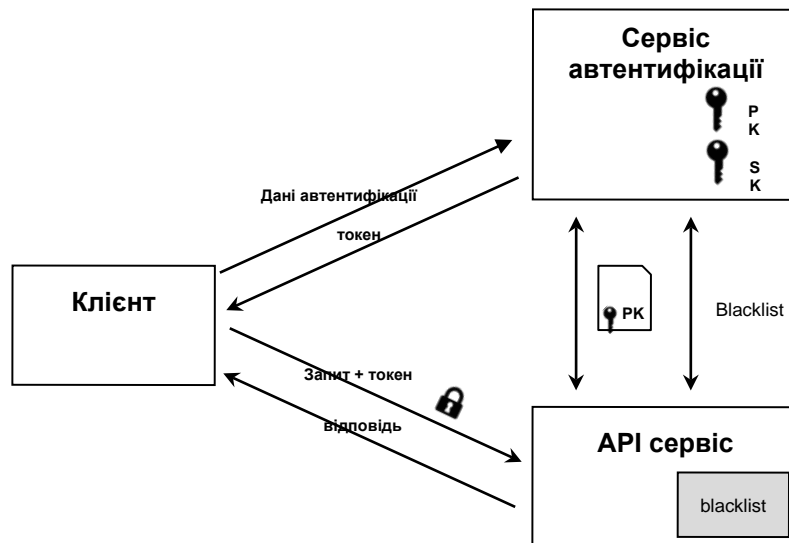 Сервіс
автентифікації
P
K
S
K
Дані автентифікації
токен
Клієнт
PK
Blacklist
Запит + токен
відповідь
API сервіс
blacklist